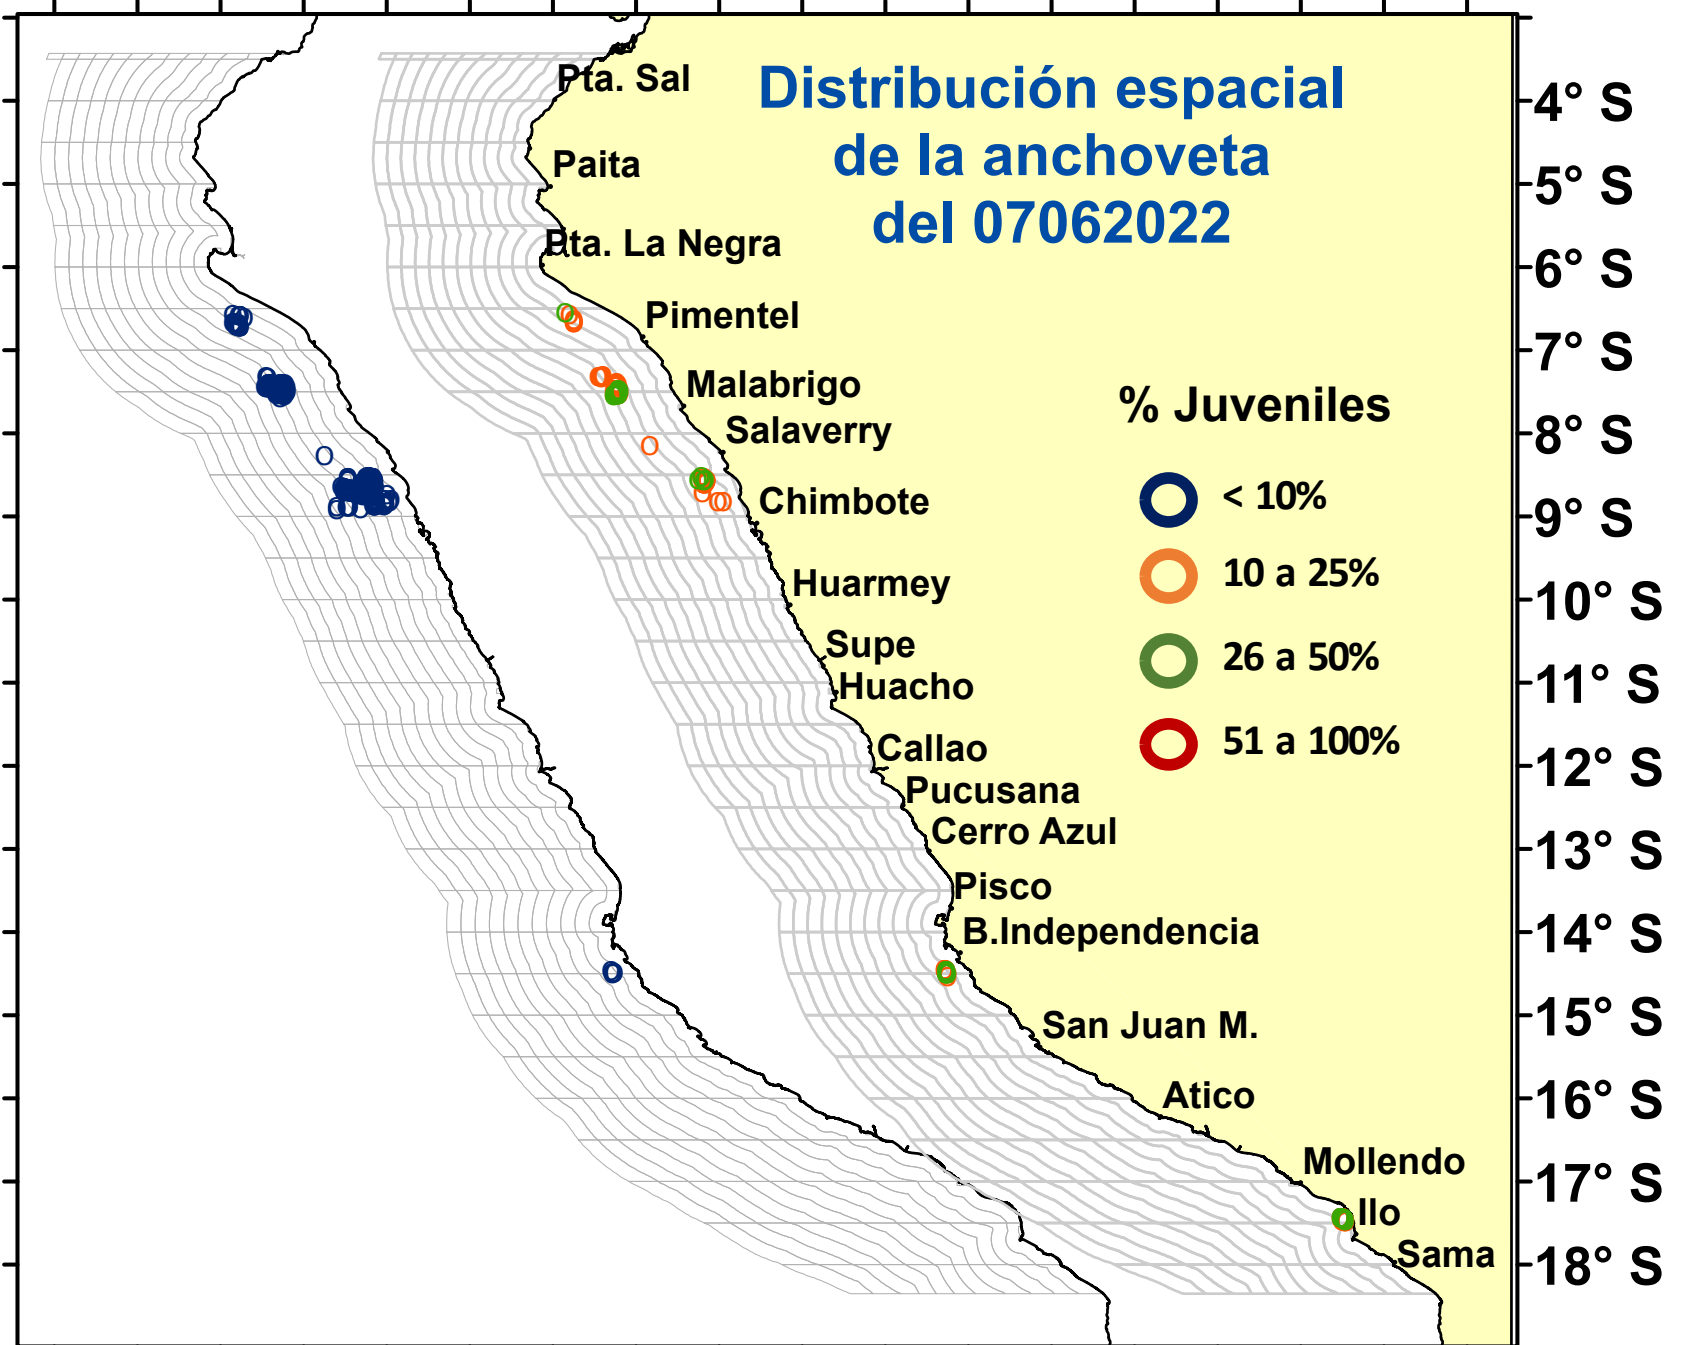 Distribución espacial
de la anchoveta
del 07062022
Pta. Sal
Paita
Pta. La Negra
Pimentel
Malabrigo
Salaverry
Chimbote
Huarmey
Supe
Huacho
Callao
Pucusana
Cerro Azul
Pisco
B.Independencia
San Juan M.
Atico
Mollendo
Ilo
Sama
% Juveniles
< 10%
10 a 25%
26 a 50%
51 a 100%
4° S
5° S
6° S
7° S
8° S
9° S
10° S
11° S
12° S
13° S
14° S
15° S
16° S
17° S
18° S